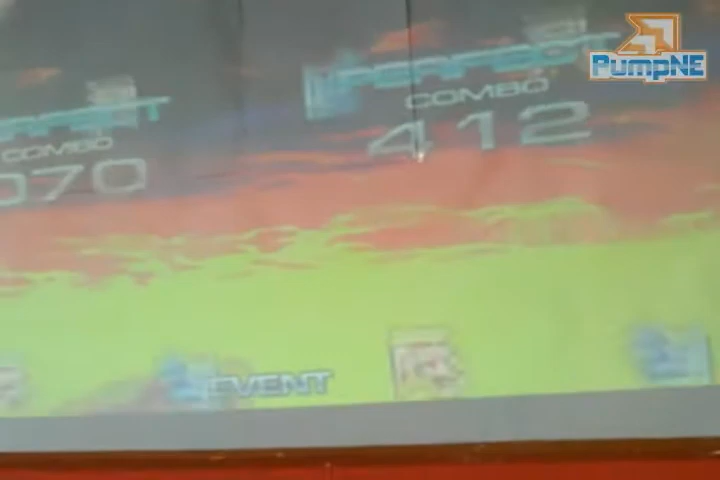 PumpNE
PERFECT
COMBO
412
COMBO
070
EVENT